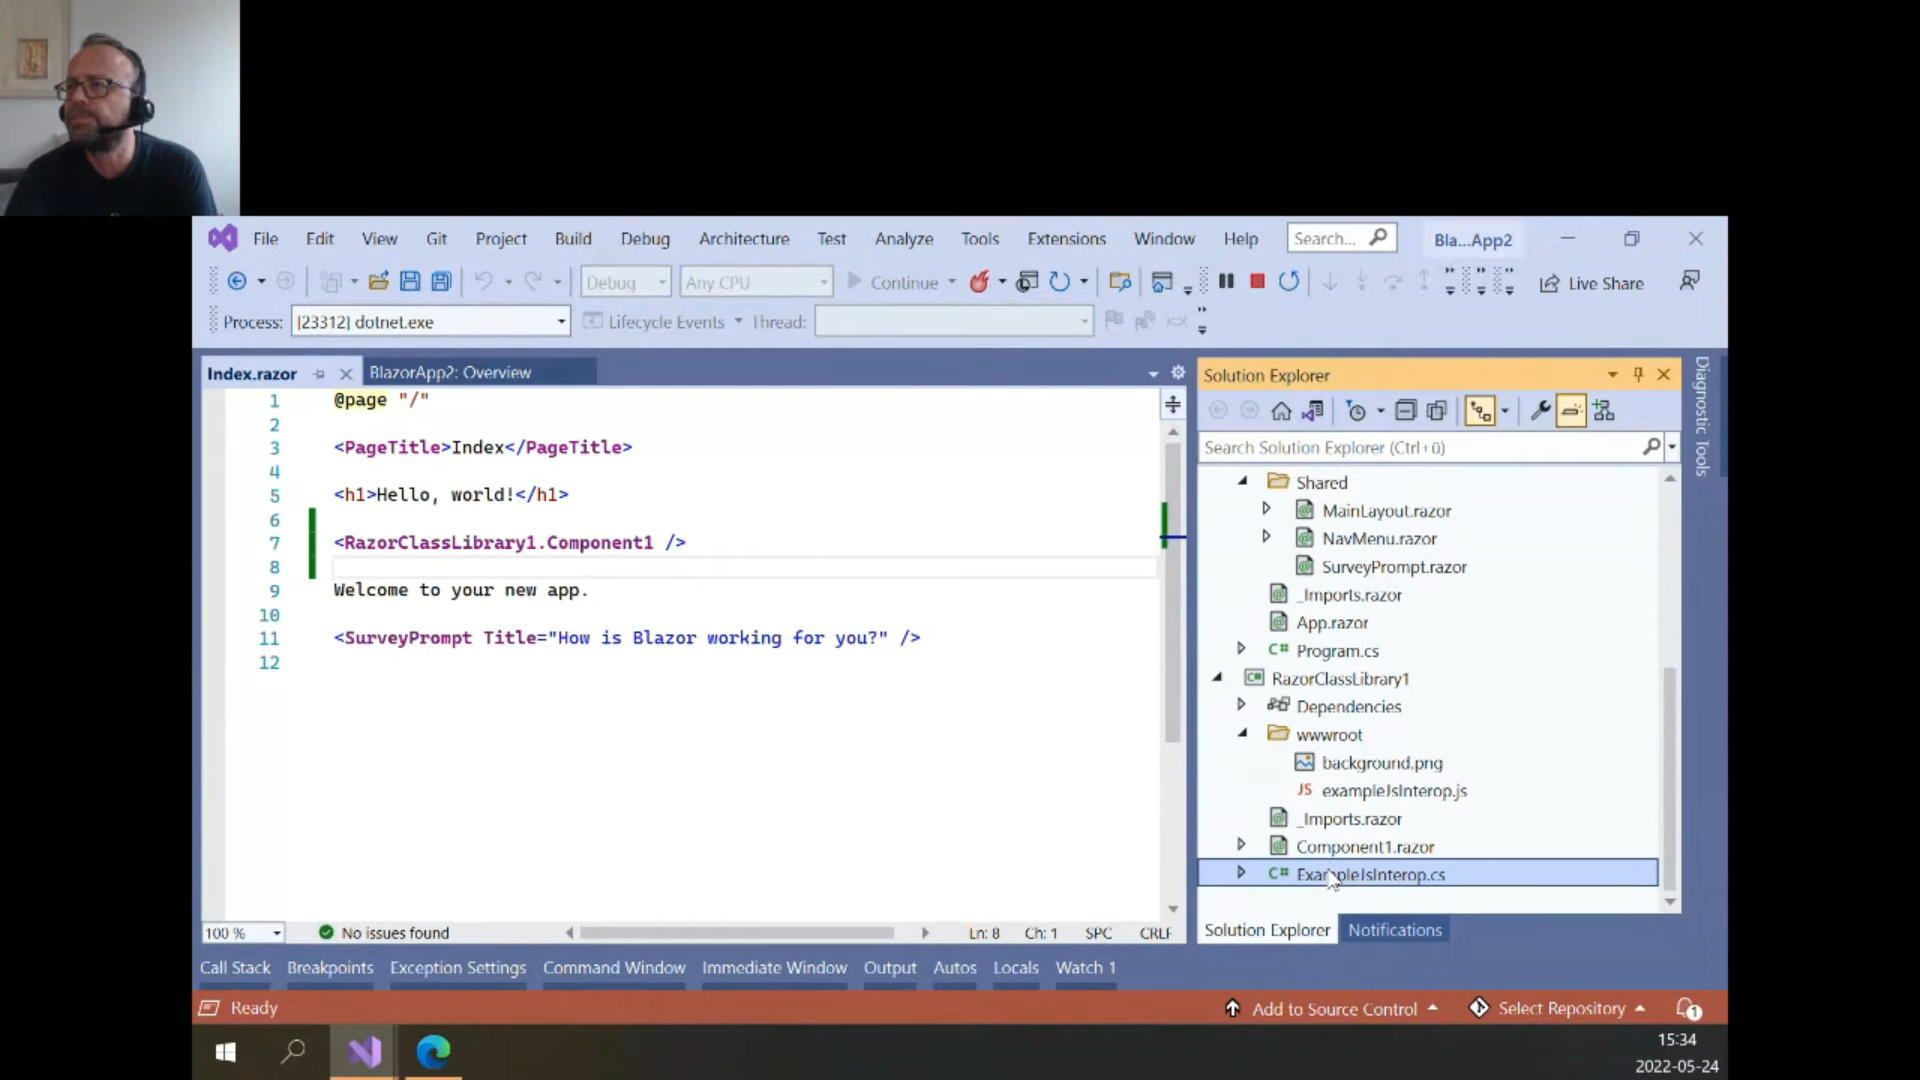 File Edit View Git Project Build Debug Architecture Test Analyze Tools Extensions Window Help Search... Bla...App2
Debug Any CPU Continue Live Share
Process: [23312] dotnet.exe Lifecycle Events Thread:
Index.razor BlazorApp2: Overview
1 @page "/"
2
3 <PageTitle>Index</PageTitle>
4
5 <h1>Hello, world!</h1>
6
7 <RazorClassLibrary1.Component1 />
8
9 Welcome to your new app.
10
11 <SurveyPrompt Title="How is Blazor working for you?" />
12
100 % No issues found Ln: 8 Ch: 1 SPC CRLF
Solution Explorer
Search Solution Explorer (Ctrl+ü)
Shared
MainLayout.razor
NavMenu.razor
SurveyPrompt.razor
_Imports.razor
App.razor
C# Program.cs
C# RazorClassLibrary1
Dependencies
wwwroot
background.png
JS exampleJsInterop.js
_Imports.razor
Component1.razor
C# ExampleJsInterop.cs
Solution Explorer Notifications
Diagnostic Tools
Call Stack Breakpoints Exception Settings Command Window Immediate Window Output Autos Locals Watch 1
Ready Add to Source Control Select Repository 1
15:34
2022-05-24